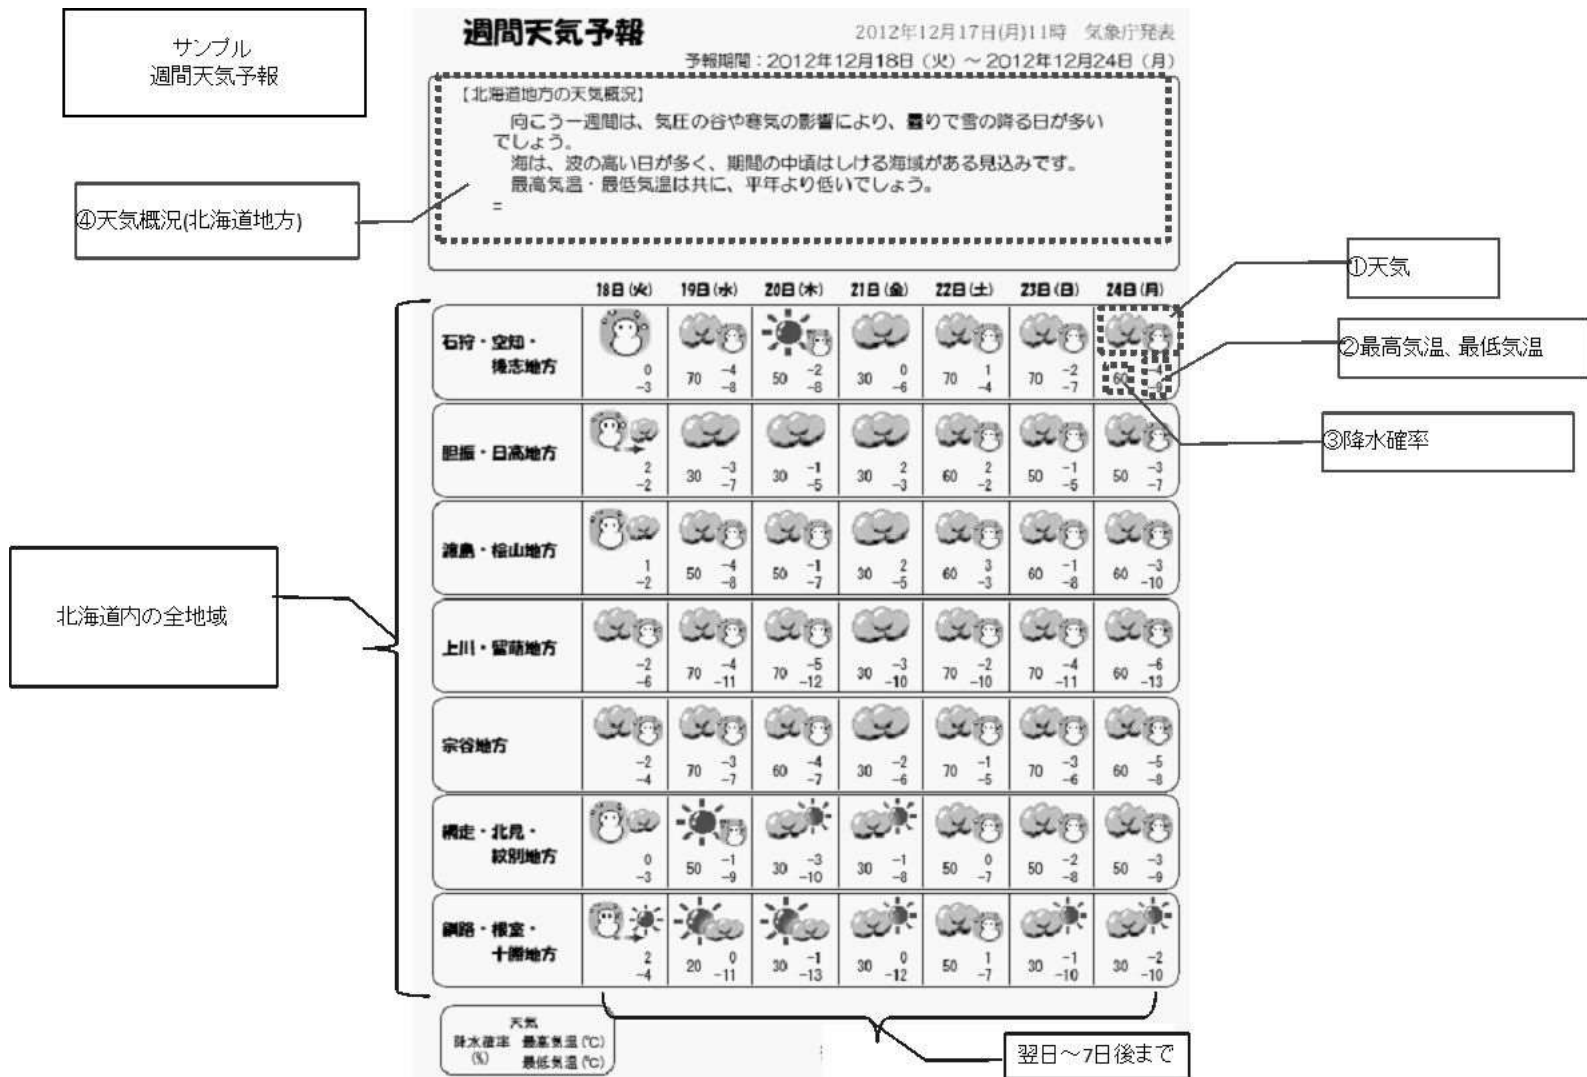 サンプル
週間天気予報
週間天気予報
2012年12月17日(月)11時　気象庁発表
予報期間：2012年12月18日（火）～2012年12月24日（月）
【北海道地方の天気概況】
向こう一週間は、気圧の谷や寒気の影響により、曇りで雪の降る日が多い
でしょう。
海は、波の高い日が多く、期間の中頃はしける海域がある見込みです。
最高気温・最低気温は共に、平年より低いでしょう。
=
④天気概況(北海道地方)
①天気
②最高気温、最低気温
③降水確率
北海道内の全地域
18日(火) 19日(水) 20日(木) 21日(金) 22日(土) 23日(日) 24日(月)
石狩・空知・
後志地方
0 70 -4 50 -2 30 0 70 1 70 -2 60 -4
-3 -8 -8 -6 -4 -7 -9
胆振・日高地方
2 30 -3 30 -1 30 2 60 2 50 -1 50 -3
-2 -7 -5 -3 -2 -5 -7
渡島・桧山地方
1 50 -4 50 -1 30 2 60 3 60 -1 60 -3
-2 -8 -7 -5 -3 -8 -10
上川・留萌地方
-2 70 -4 70 -5 30 -3 70 -2 70 -4 60 -6
-6 -11 -12 -10 -10 -11 -13
宗谷地方
-2 70 -3 60 -4 30 -2 70 -1 70 -3 60 -5
-4 -7 -7 -6 -5 -6 -8
網走・北見・
紋別地方
0 50 -1 30 -3 30 -1 50 0 50 -2 50 -3
-3 -9 -10 -8 -7 -8 -9
釧路・根室・
十勝地方
2 20 0 30 -1 30 0 50 1 30 -1 30 -2
-4 -11 -13 -12 -7 -10 -10
天気
降水確率 最高気温(℃)
(%) 最低気温(℃)
翌日～7日後まで